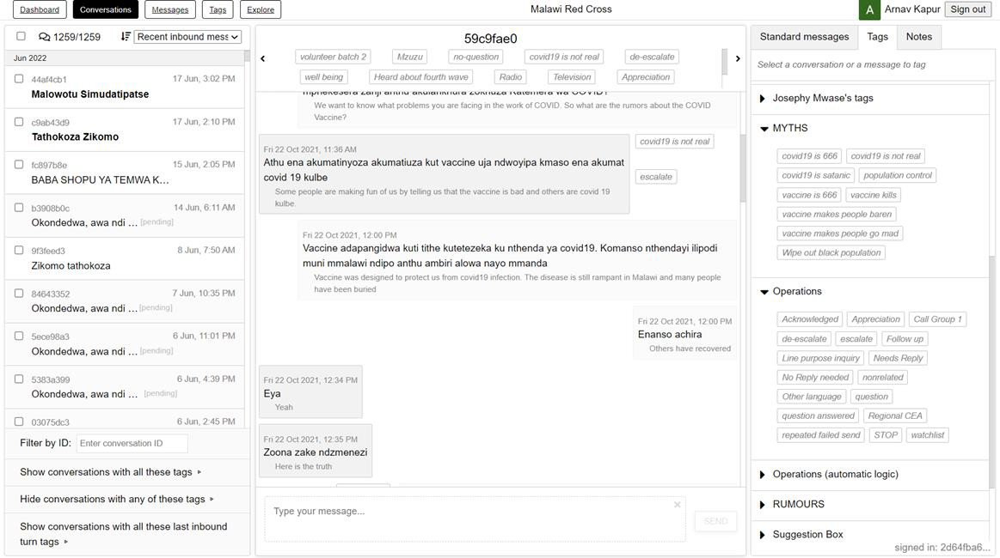 Dashboard
Conversations
Messages
Tags
Explore
Malawi Red Cross
A
Arnav Kapur
Sign out
1259/1259
Recent inbound mess
Jun 2022
44af4cb1
17 Jun, 3:02 PM
Malowotu Simudatipatse
c9ab43d9
17 Jun, 2:10 PM
Tathokoza Zikomo
fc897b8e
15 Jun, 2:05 PM
BABA SHOPU YA TEMWA K...
b3908b0c
14 Jun, 6:11 AM
Okondedwa, awa ndi ... [pending]
9f3feed3
8 Jun, 7:50 AM
Zikomo tathokoza
84643352
7 Jun, 10:35 PM
Okondedwa, awa ndi ... [pending]
5ece98a3
6 Jun, 11:01 PM
Okondedwa, awa ndi ... [pending]
5383a399
6 Jun, 4:39 PM
Okondedwa, awa ndi ... [pending]
03075dc3
6 Jun, 2:45 PM
Filter by ID:
Enter conversation ID
Show conversations with all these tags
Hide conversations with any of these tags
Show conversations with all these last inbound
turn tags
59c9fae0
volunteer batch 2
Mzuzu
no-question
covid19 is not real
de-escalate
well being
Heard about fourth wave
Radio
Television
Appreciation
mphekesera zanji anthu akulankhura zokhuza Katemera wa COVID?
We want to know what problems you are facing in the work of COVID. So what are the rumors about the COVID
Vaccine?
Fri 22 Oct 2021, 11:36 AM
Athu ena akumatinyoza akumatiuza kut vaccine uja ndwoyipa kmaso ena akumat
covid 19 kulbe
Some people are making fun of us by telling us that the vaccine is bad and others are covid 19
kulbe.
covid19 is not real
escalate
Fri 22 Oct 2021, 12:00 PM
Vaccine adapangidwa kuti tithe kutetezeka ku nthenda ya covid19. Komanso nthendayi ilipodi
muni mmalawi ndipo anthu ambiri alowa nayo mmanda
Vaccine was designed to protect us from covid19 infection. The disease is still rampant in Malawi and many people
have been buried
Fri 22 Oct 2021, 12:00 PM
Enanso achira
Others have recovered
Fri 22 Oct 2021, 12:34 PM
Eya
Yeah
Fri 22 Oct 2021, 12:35 PM
Zoona zake ndzmenezi
Here is the truth
Type your message...
SEND
Standard messages
Tags
Notes
Select a conversation or a message to tag
Josephy Mwase's tags
MYTHS
covid19 is 666
covid19 is not real
covid19 is satanic
population control
vaccine is 666
vaccine kills
vaccine makes people baren
vaccine makes people go mad
Wipe out black population
Operations
Acknowledged
Appreciation
Call Group 1
de-escalate
escalate
Follow up
Line purpose inquiry
Needs Reply
No Reply needed
nonrelated
Other language
question
question answered
Regional CEA
repeated failed send
STOP
watchlist
Operations (automatic logic)
RUMOURS
Suggestion Box
signed in: 2d64fba6...